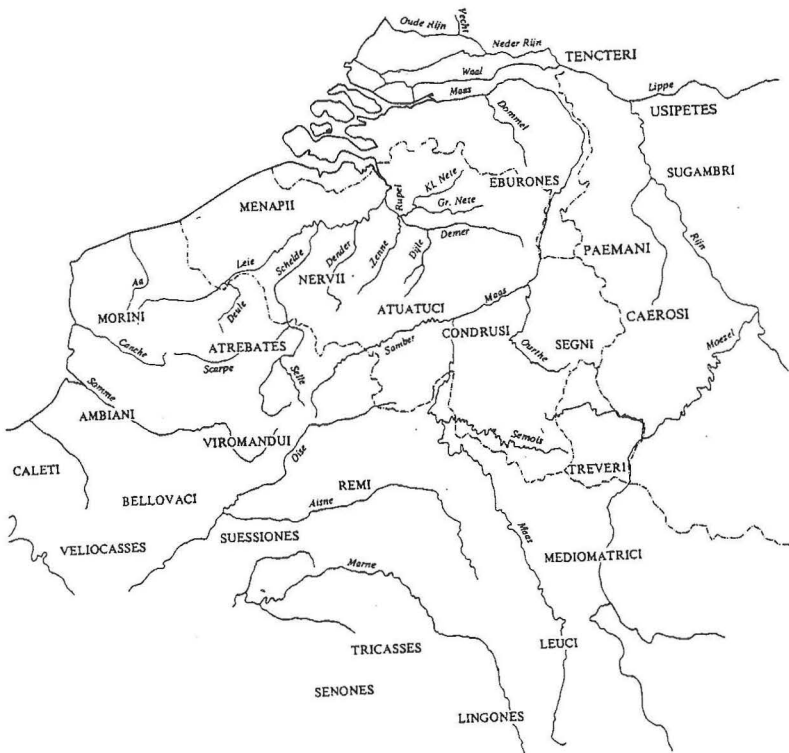 Oude Rijn
Vecht
Neder Rijn
TENCTERI
Waal
Maas
Lippe
USIPETES
Dommel
SUGAMBRI
Kl. Nete
EBURONES
MENAPII
Rupel
Gr. Nete
Rijn
Demer
PAEMANI
Leie
Schelde
Dender
Zenne
Dijle
NERVII
Aa
ATUATUCI
Maas
CAEROSI
MORINI
Deule
ATREBATES
CONDRUSI
SEGNI
Moezel
Canche
Scarpe
Samber
Ourthe
Selle
Somme
AMBIANI
VIROMANDUI
Semois
TREVERI
CALETI
Oise
BELLOVACI
REMI
Aisne
SUESSIONES
VELIOCASSES
Maas
MEDIOMATRICI
Marne
TRICASSES
LEUCI
SENONES
LINGONES